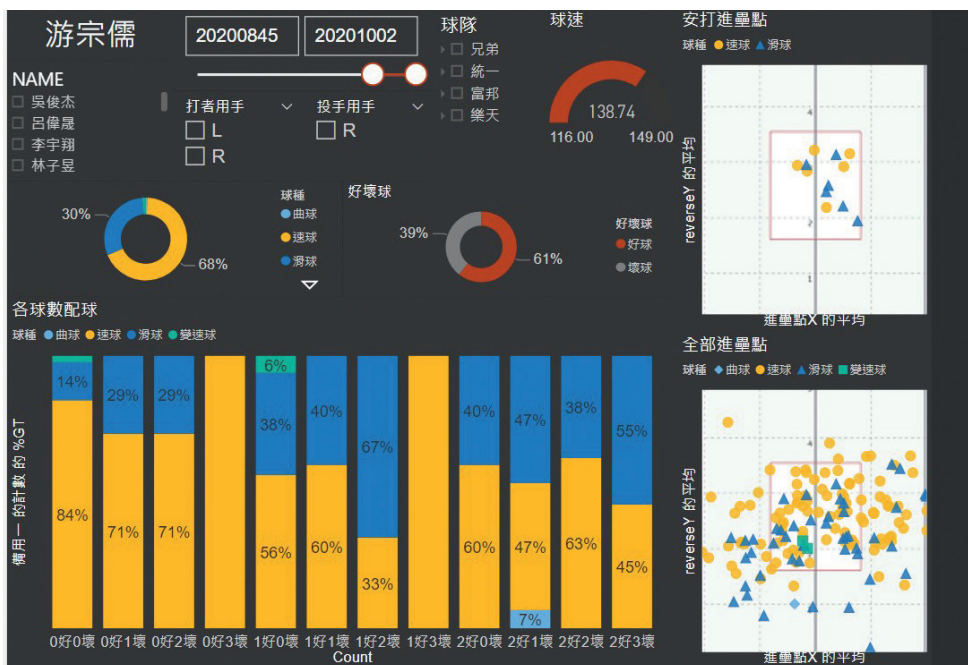 游宗儒
20200845
20201002
球隊
兄弟
統一
富邦
樂天
球速
138.74
116.00
149.00
NAME
吳俊杰
呂偉晟
李宇翔
林子昱
打者用手
L
R
投手用手
R
30%
68%
球種
曲球
速球
滑球
好壞球
39%
61%
好壞球
好球
壞球
各球數配球
球種 曲球 速球 滑球 變速球
備用一 的計數 的 %GT
14%
84%
29%
71%
29%
71%
6%
38%
56%
40%
60%
67%
33%
40%
60%
47%
47%
7%
38%
63%
55%
45%
0好0壞 0好1壞 0好2壞 0好3壞 1好0壞 1好1壞 1好2壞 1好3壞 2好0壞 2好1壞 2好2壞 2好3壞
Count
安打進壘點
球種 速球 滑球
reverseY 的平均
4
2
1
進壘點X 的平均
全部進壘點
球種 曲球 速球 滑球 變速球
reverseY 的平均
4
1
進壘點X 的平均